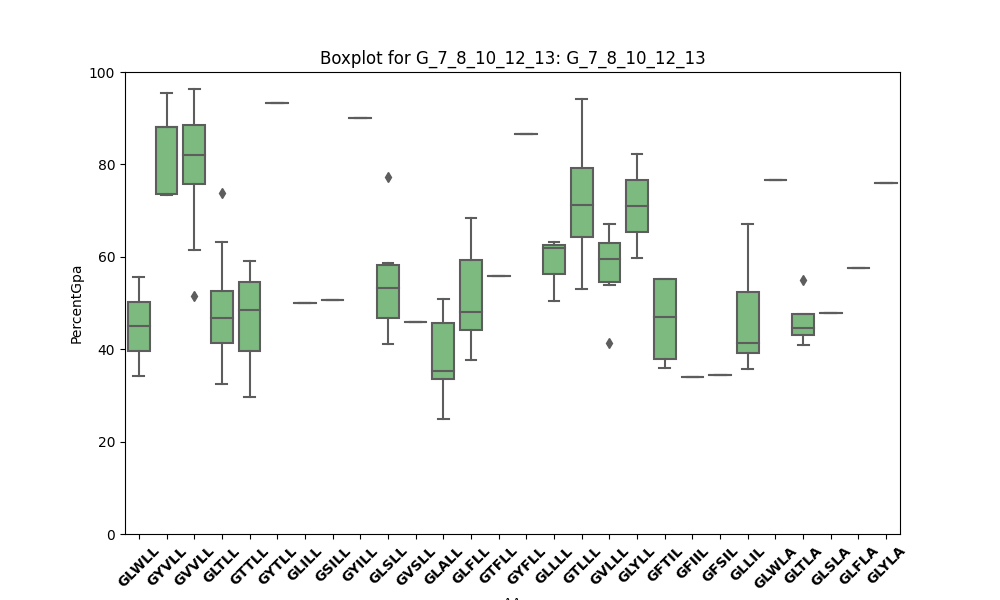 Boxplot for G_7_8_10_12_13: G_7_8_10_12_13
100
80
60
40
20
0
PercentGpa
GLWLL
GYVLL
GVVLL
GLTLL
GTTLL
GYTLL
GLILL
GSILL
GYILL
GLSLL
GVSLL
GLALL
GLFLL
GTFLL
GYFLL
GLLLL
GTLLL
GVLLL
GLYLL
GFTIL
GFIIL
GFSIL
GLLIL
GLWLA
GLTLA
GLSLA
GLFLA
GLYLA